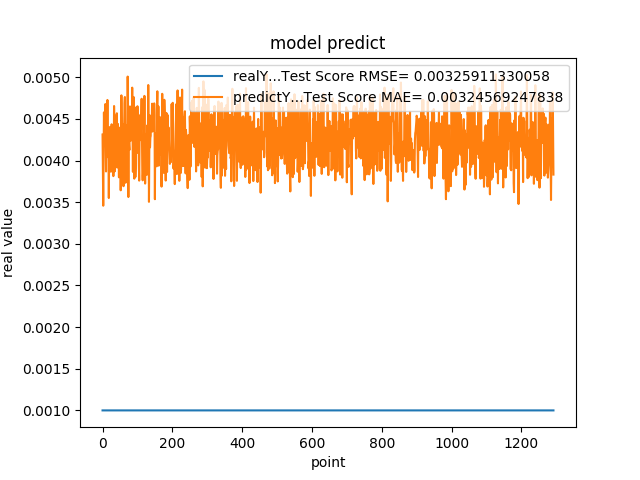 model predict
realY...Test Score RMSE= 0.00325911330058
predictY...Test Score MAE= 0.00324569247838
0.0050
0.0045
0.0040
0.0035
0.0030
0.0025
0.0020
0.0015
0.0010
real value
0 200 400 600 800 1000 1200
point